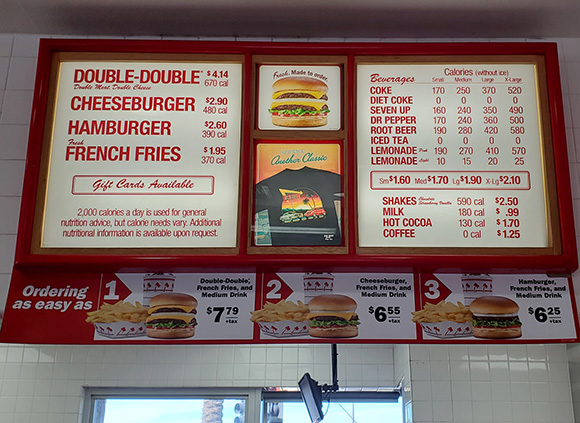 DOUBLE-DOUBLE® $4.14
Double Meat Double Cheese 670 cal
CHEESEBURGER $2.90
480 cal
HAMBURGER $2.60
390 cal
Fresh
FRENCH FRIES $1.95
370 cal
Gift Cards Available
2,000 calories a day is used for general
nutrition advice, but calorie needs vary. Additional
nutritional information is available upon request.
Fresh. Made to order.
Another Classic
Beverages Calories (without ice)
Small Medium Large X-Large
COKE 170 250 370 520
DIET COKE 0 0 0 0
SEVEN UP 160 240 350 490
DR PEPPER 170 240 360 500
ROOT BEER 190 280 420 580
ICED TEA 0 0 0 0
LEMONADE Pink 190 270 410 570
LEMONADE Light 10 15 20 25
Sm $1.60 Med $1.70 Lg $1.90 X-Lg $2.10
SHAKES Chocolate Strawberry Vanilla 590 cal $2.50
MILK 180 cal $ .99
HOT COCOA 130 cal $1.70
COFFEE 0 cal $1.25
Ordering
as easy as
1
Double-Double,
French Fries, and
Medium Drink
$7 79
+tax
2
Cheeseburger,
French Fries, and
Medium Drink
$6 55
+tax
3
Hamburger,
French Fries, and
Medium Drink
$6 25
+tax